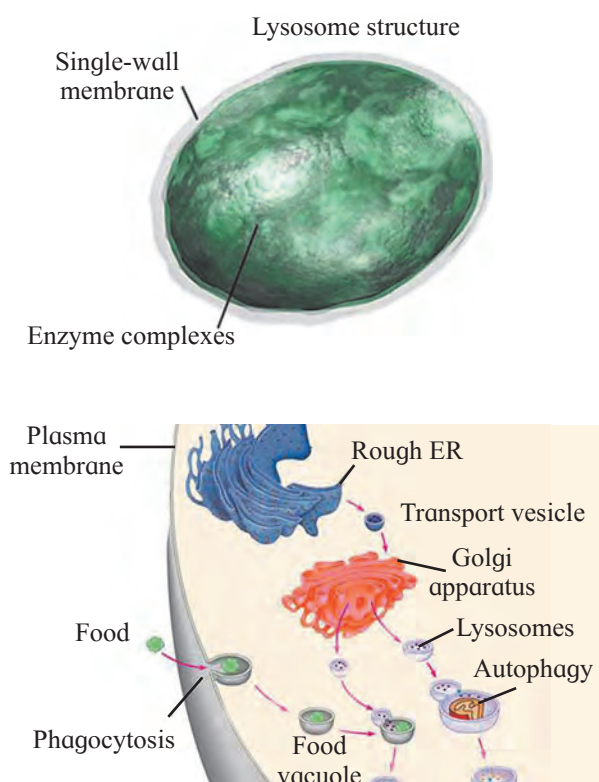 Lysosome structure
Single-wall
membrane
Enzyme complexes
Plasma
membrane
Rough ER
Transport vesicle
Golgi
apparatus
Lysosomes
Food
Autophagy
Phagocytosis
Food
vacuole